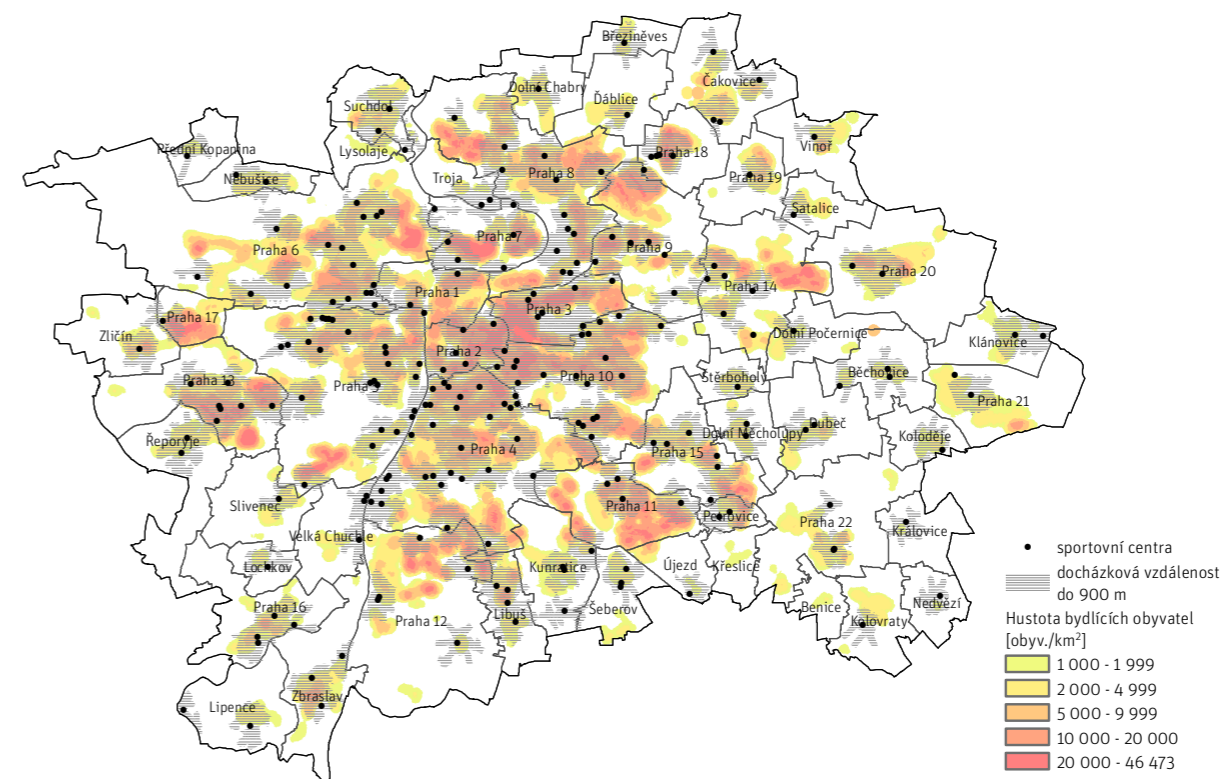 Březiněves
Čakovice
Dolní Chabry
Ďáblice
Suchdol
Vinoř
Přední Kopanina
Lysolaje
Praha 18
Nebušice
Troja
Praha 8
Praha 19
Satalice
Praha 7
Praha 9
Praha 6
Praha 20
Praha 14
Praha 1
Praha 3
Praha 17
Zličín
Dolní Počernice
Klánovice
Praha 2
Praha 13
Praha 5
Praha 10
Štěrboholy
Běchovice
Praha 21
Řeporyje
Praha 4
Praha 15
Dolní Měcholupy
Dubeč
Koloděje
Slivenec
Praha 11
Petrovice
Praha 22
Královice
Velká Chuchle
Lochkov
Kunratice
Újezd
Křeslice
Praha 16
Praha 12
Libuš
Šeberov
Benice
Kolovraty
Nedvězí
Lipence
Zbraslav
sportovní centra
docházková vzdálenost
do 900 m
Hustota bydlících obyvatel
[obyv./km²]
1 000 - 1 999
2 000 - 4 999
5 000 - 9 999
10 000 - 20 000
20 000 - 46 473